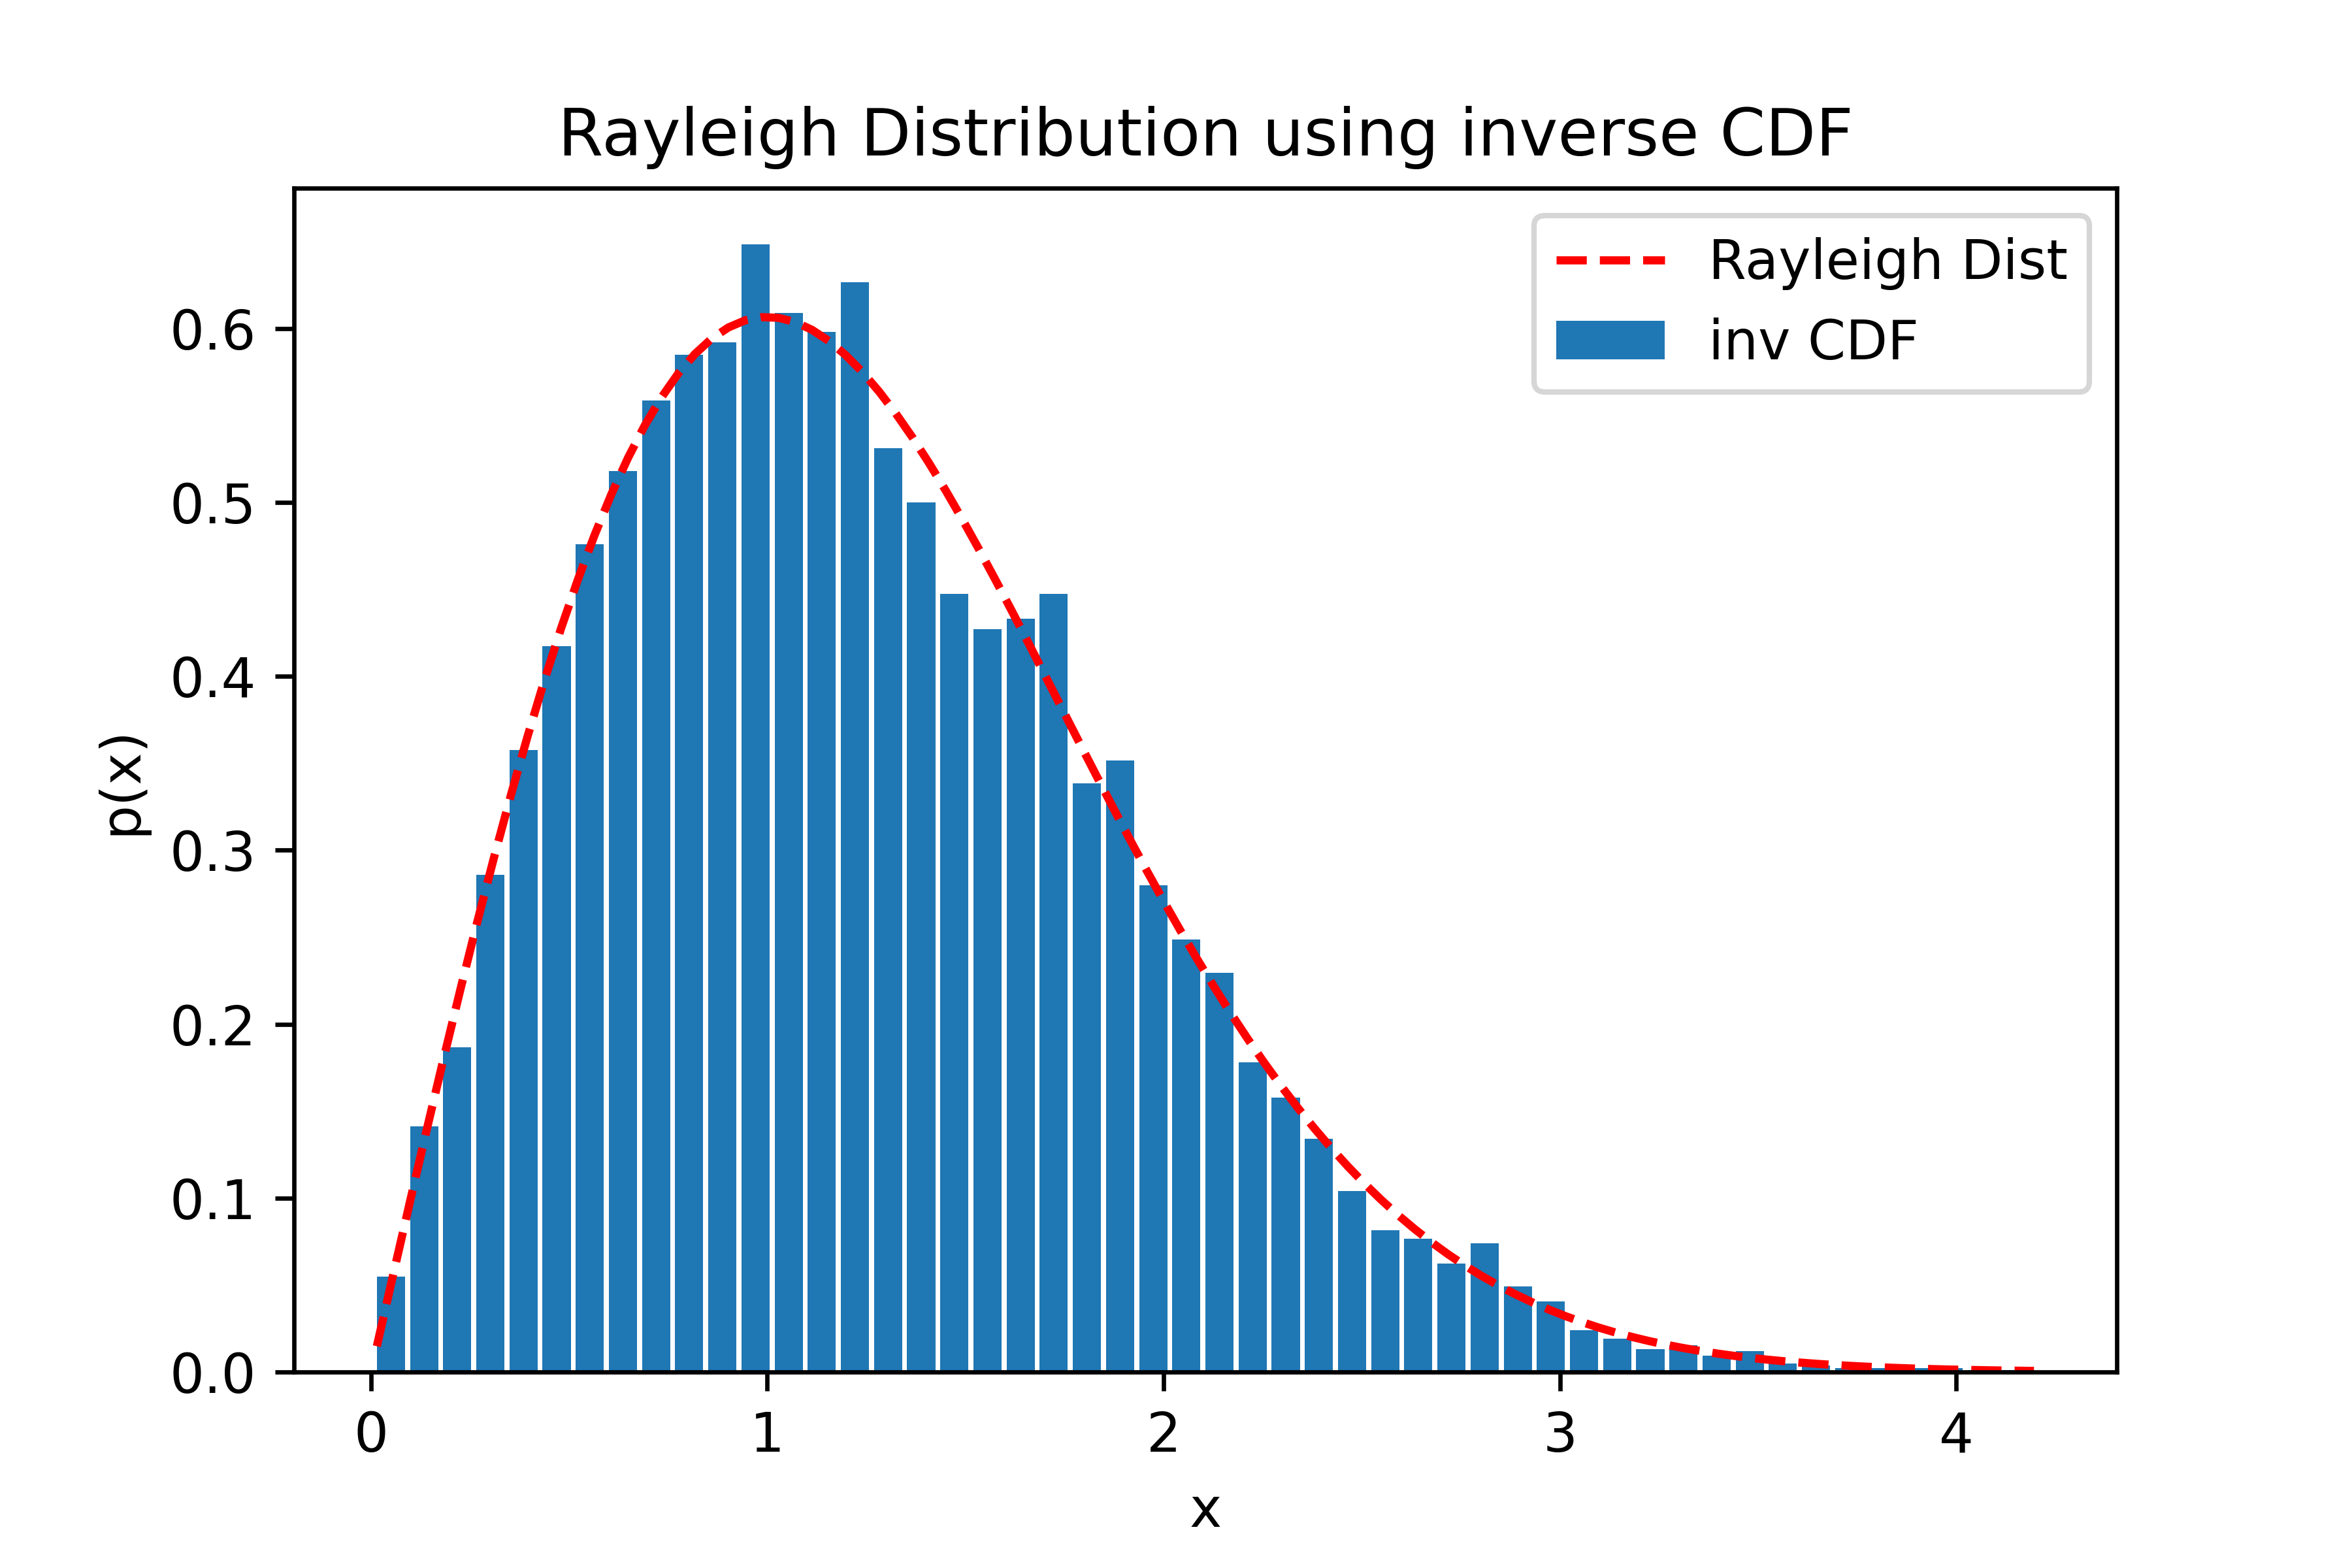 Rayleigh Distribution using inverse CDF
Rayleigh Dist
inv CDF
p(x)
0.6
0.5
0.4
0.3
0.2
0.1
0.0
0 1 2 3 4
x